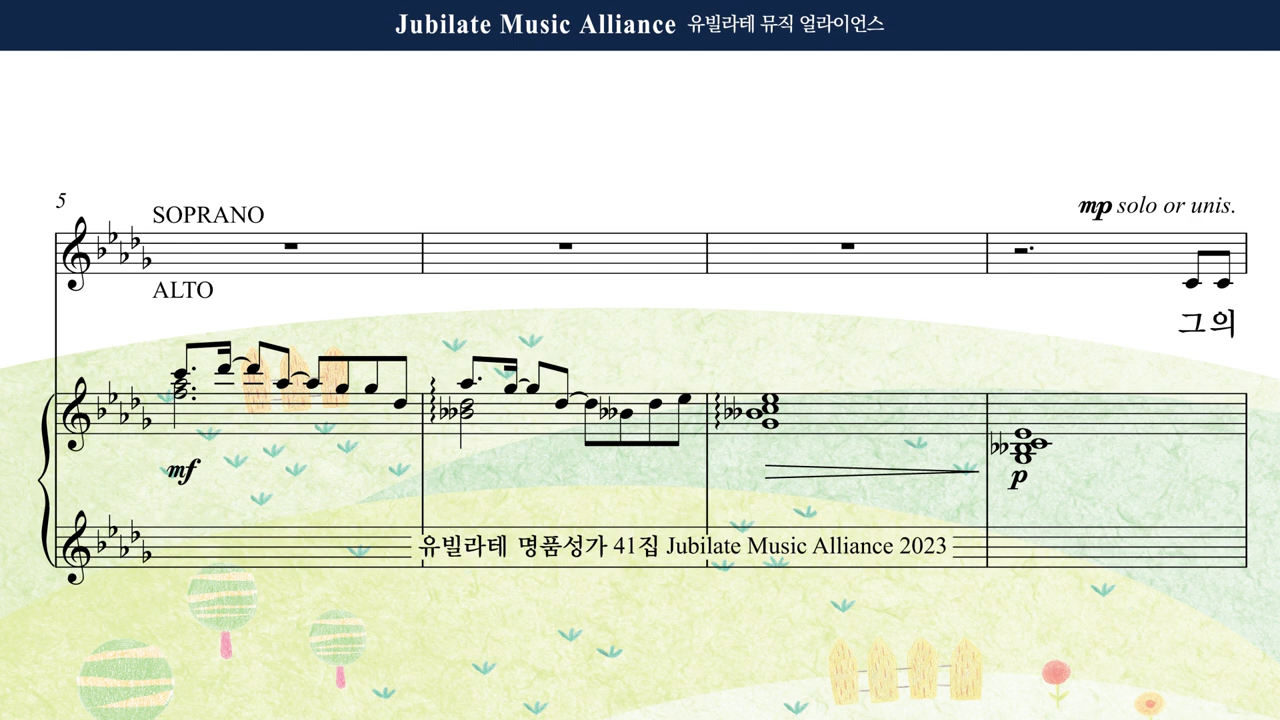 Jubilate Music Alliance 유빌라테 뮤직 얼라이언스
5
SOPRANO
mp solo or unis.
ALTO
그의
mf
p
유빌라테 명품성가 41집 Jubilate Music Alliance 2023